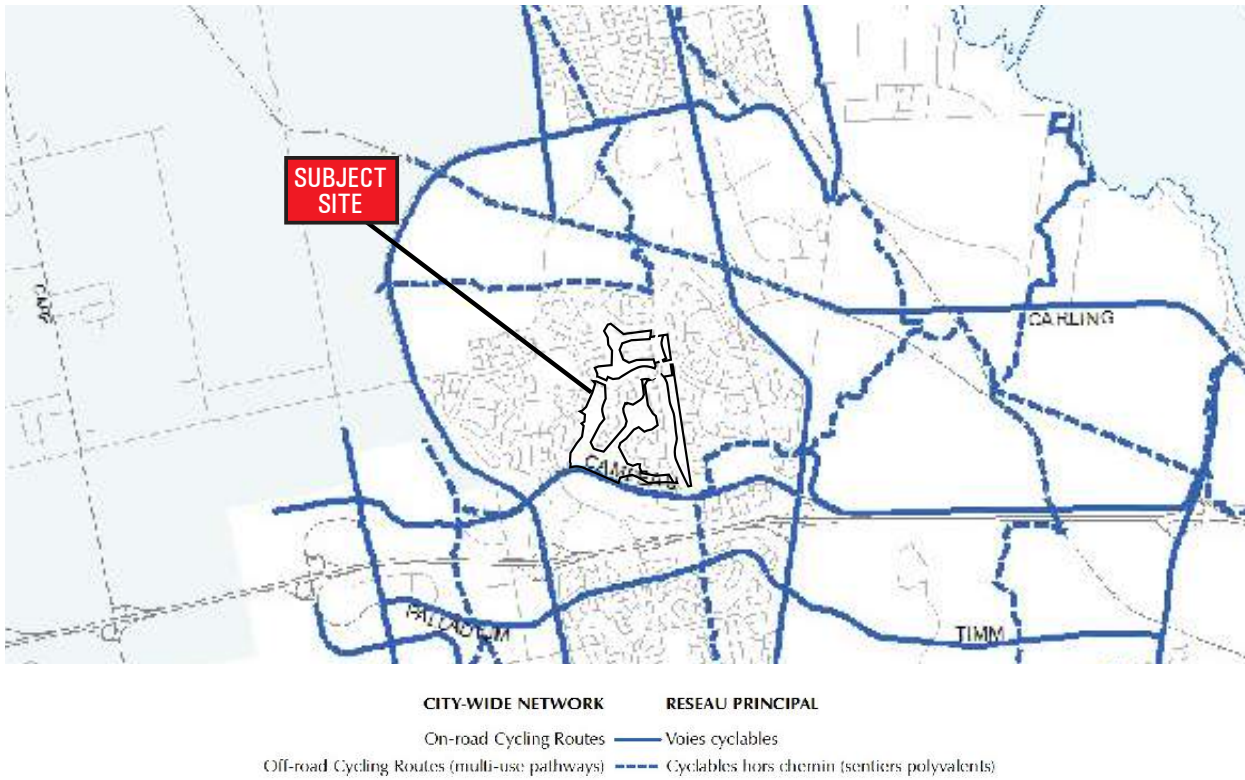 SUBJECT
SITE
CARLING
PALLADIUM
TIMM
CITY-WIDE NETWORK RESEAU PRINCIPAL
On-road Cycling Routes Voies cyclables
Off-road Cycling Routes (multi-use pathways) Cyclables hors chemin (sentiers polyvalents)